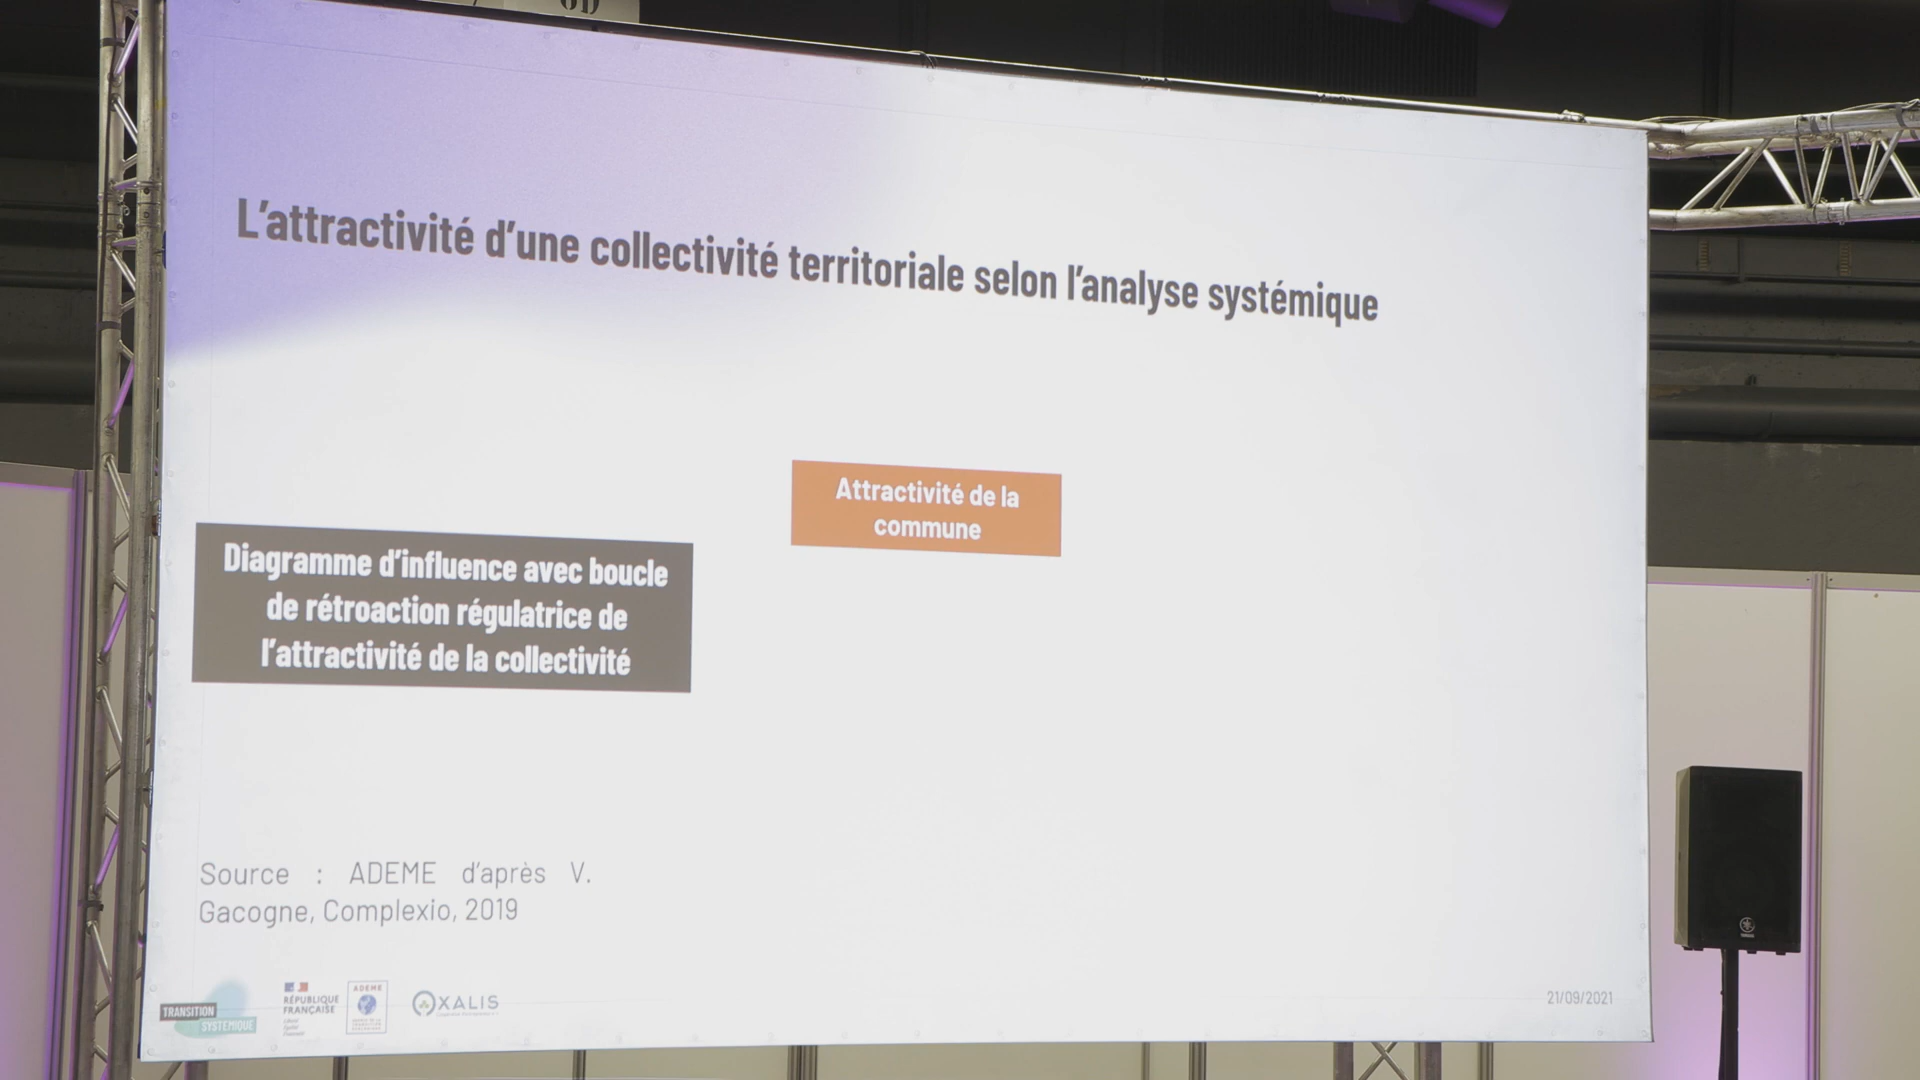 L'attractivité d'une collectivité territoriale selon l'analyse systémique
Attractivité de la
commune
Diagramme d'influence avec boucle
de rétroaction régulatrice de
l'attractivité de la collectivité
Source : ADEME d'après V.
Gacogne, Complexio, 2019
TRANSITION
SYSTEMIQUE
RÉPUBLIQUE
FRANÇAISE
ADEME
OXALIS
21/09/2021